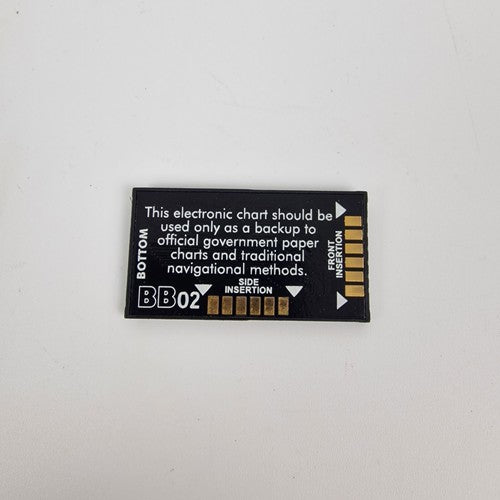 This electronic chart should be
used only as a backup to
official government paper
charts and traditional
navigational methods.
BOTTOM
BB02
SIDE
INSERTION
FRONT
INSERTION